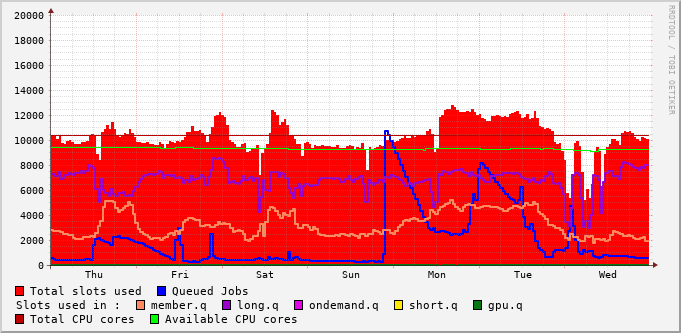 20000
18000
16000
14000
12000
10000
8000
6000
4000
2000
0
Thu Fri Sat Sun Mon Tue Wed
RRDTOOL / TOBI OETIKER
Total slots used Queued Jobs
Slots used in : member.q long.q ondemand.q short.q gpu.q
Total CPU cores Available CPU cores